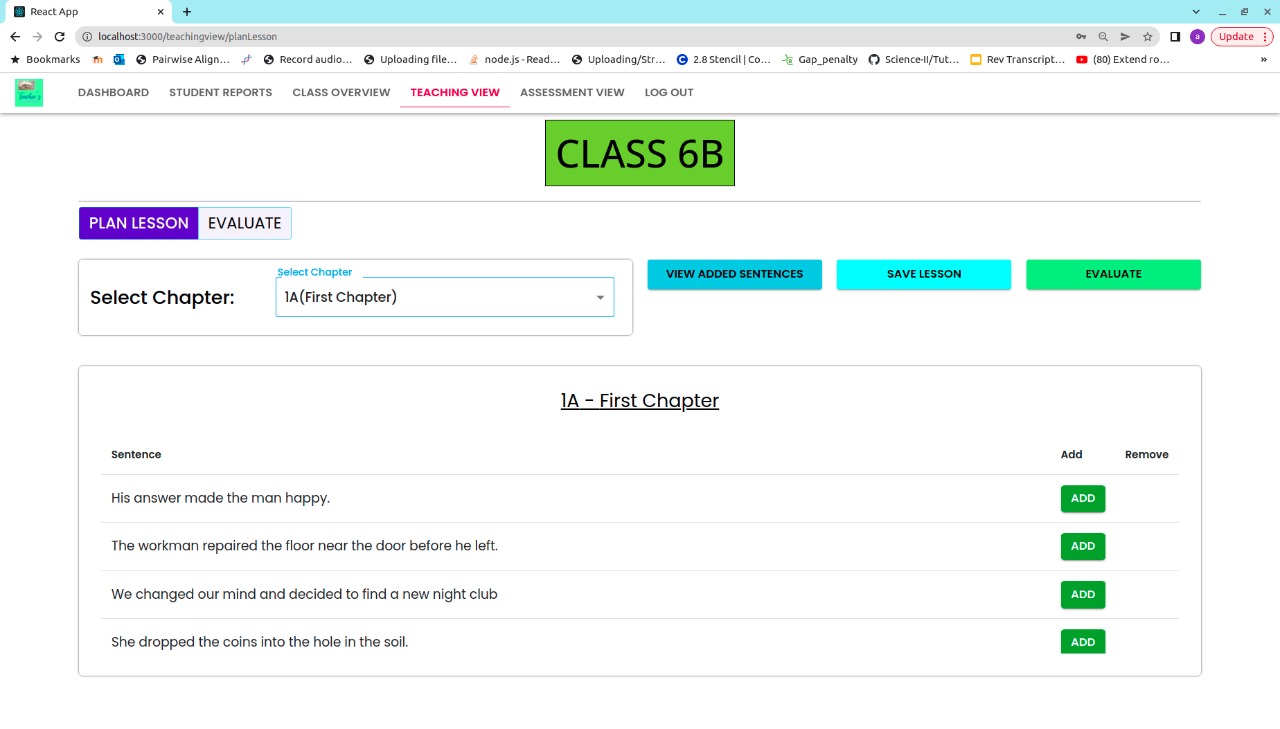 React App
localhost:3000/teachingview/planLesson
a
Update
Bookmarks Pairwise Align... Record audio... Uploading file... node.js - Read... Uploading/Str... 2.8 Stencil | Co... Gap_penalty Science-II/Tut... Rev Transcript... (80) Extend ro... »
DASHBOARD STUDENT REPORTS CLASS OVERVIEW TEACHING VIEW ASSESSMENT VIEW LOG OUT
CLASS 6B
PLAN LESSON EVALUATE
Select Chapter
Select Chapter: 1A(First Chapter)
VIEW ADDED SENTENCES SAVE LESSON EVALUATE
1A - First Chapter
Sentence Add Remove
His answer made the man happy. ADD
The workman repaired the floor near the door before he left. ADD
We changed our mind and decided to find a new night club ADD
She dropped the coins into the hole in the soil. ADD